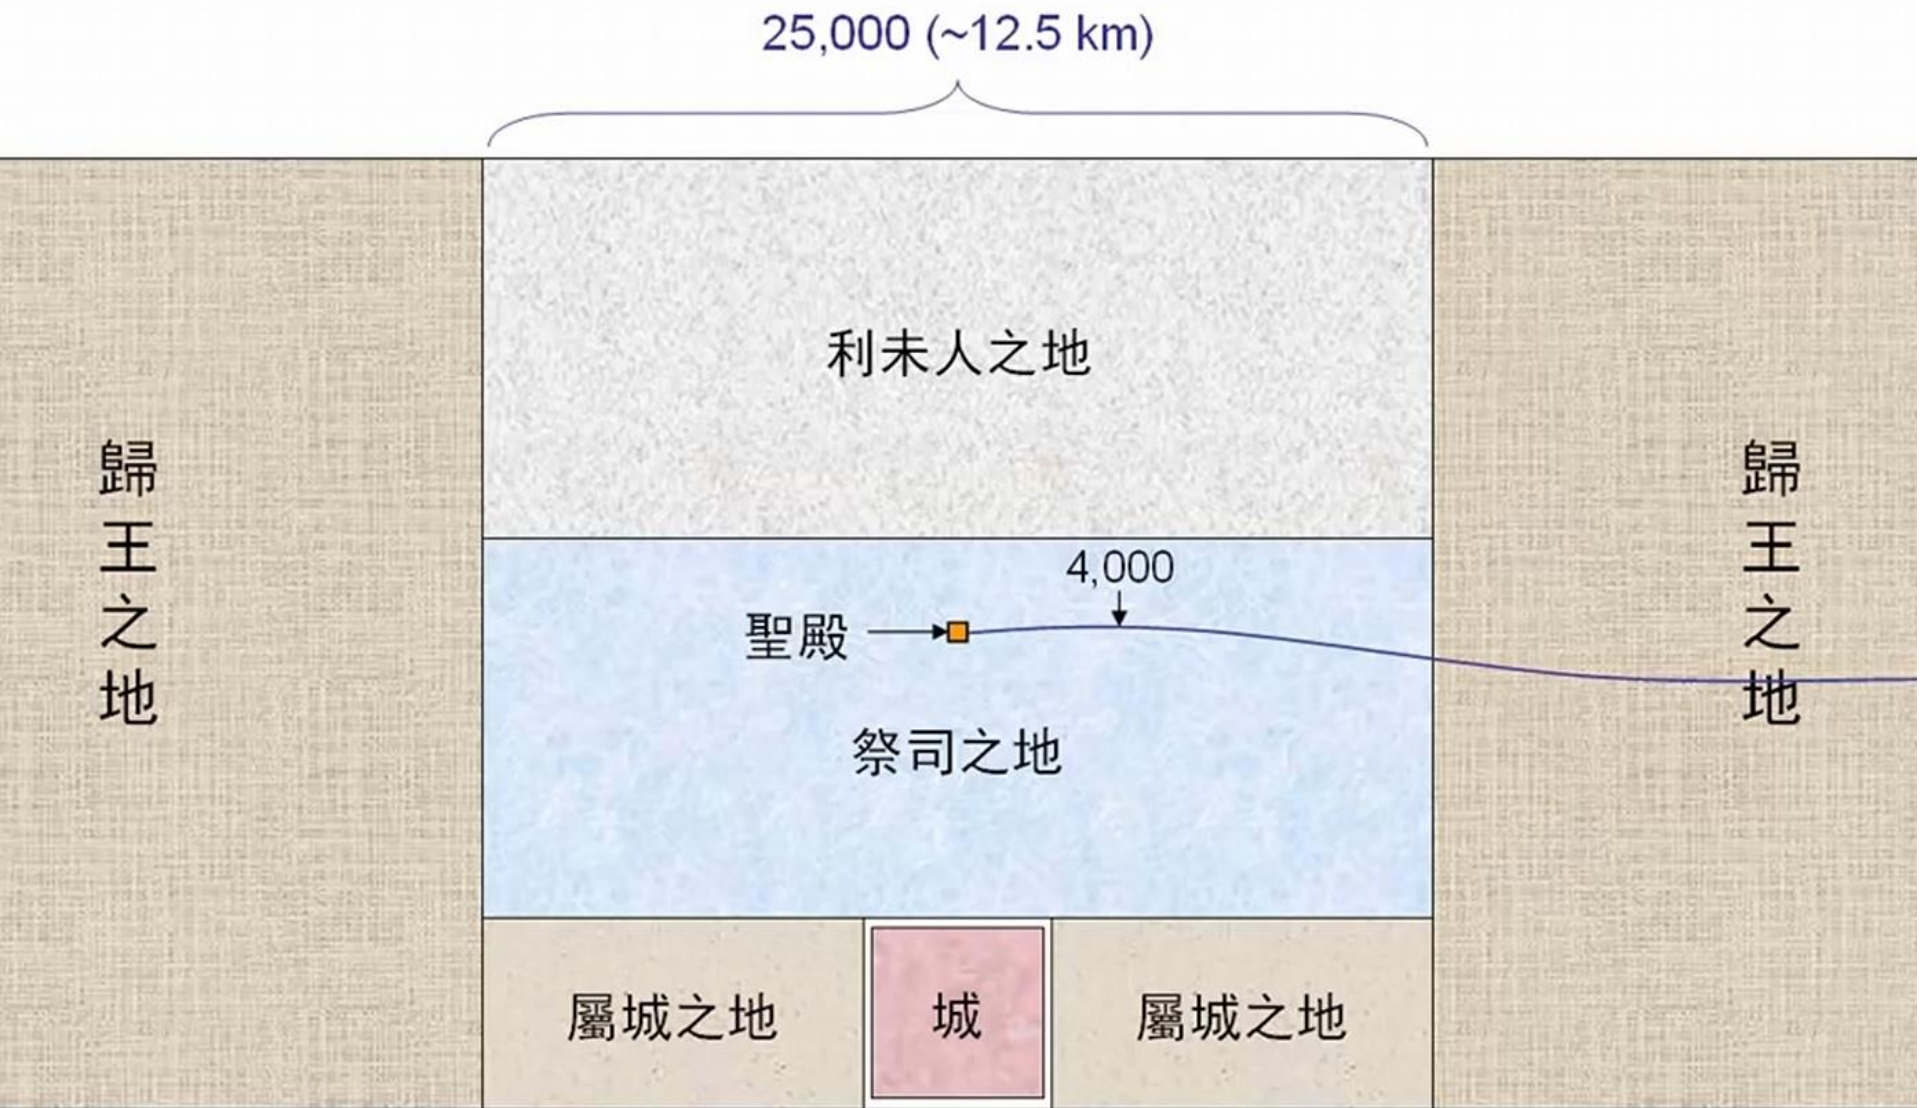 25,000 (~12.5 km)
利未人之地
歸王之地
歸王之地
4,000
聖殿
祭司之地
屬城之地
城
屬城之地